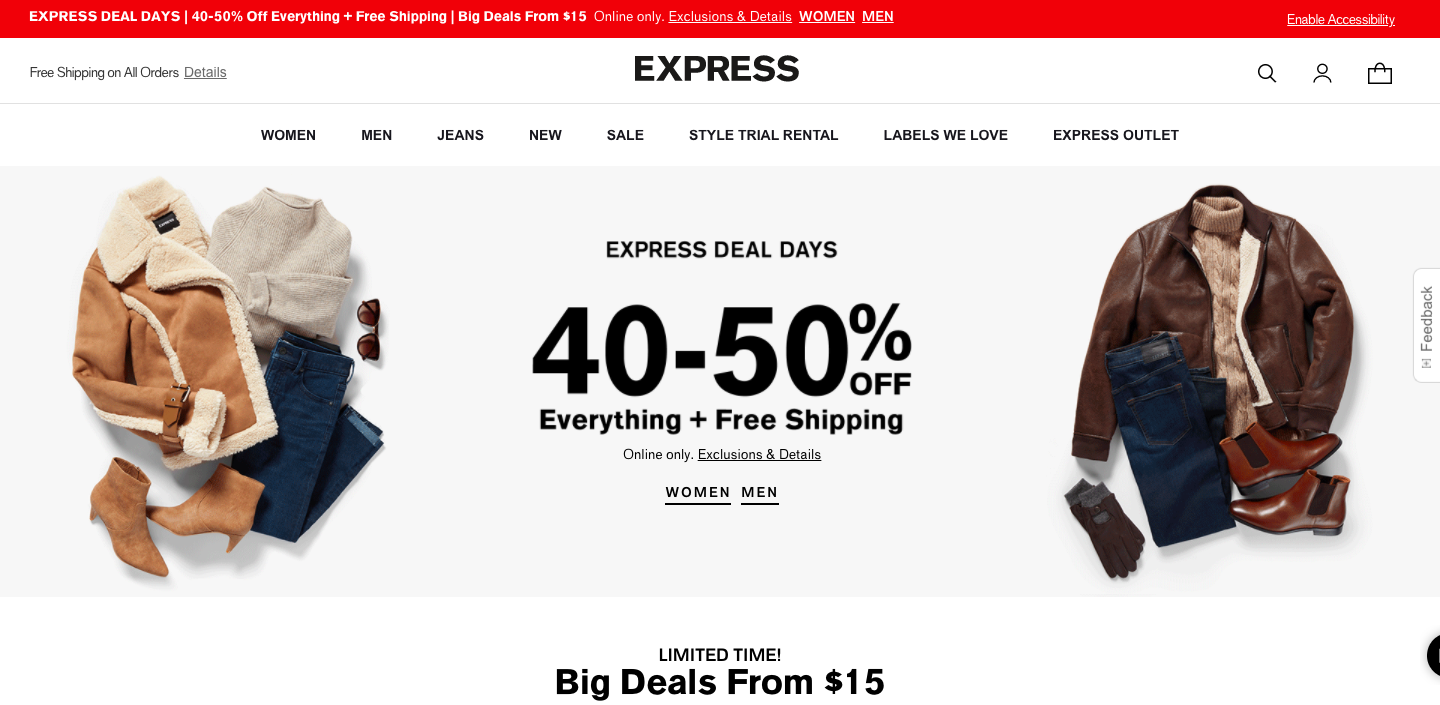 EXPRESS DEAL DAYS | 40-50% Off Everything + Free Shipping | Big Deals From $15 Online only. Exclusions & Details WOMEN MEN
Enable Accessibility
Free Shipping on All Orders Details
EXPRESS
WOMEN MEN JEANS NEW SALE STYLE TRIAL RENTAL LABELS WE LOVE EXPRESS OUTLET
EXPRESS
EXPRESS DEAL DAYS
40-50% OFF
Everything + Free Shipping
Online only. Exclusions & Details
WOMEN MEN
Feedback
LIMITED TIME!
Big Deals From $15